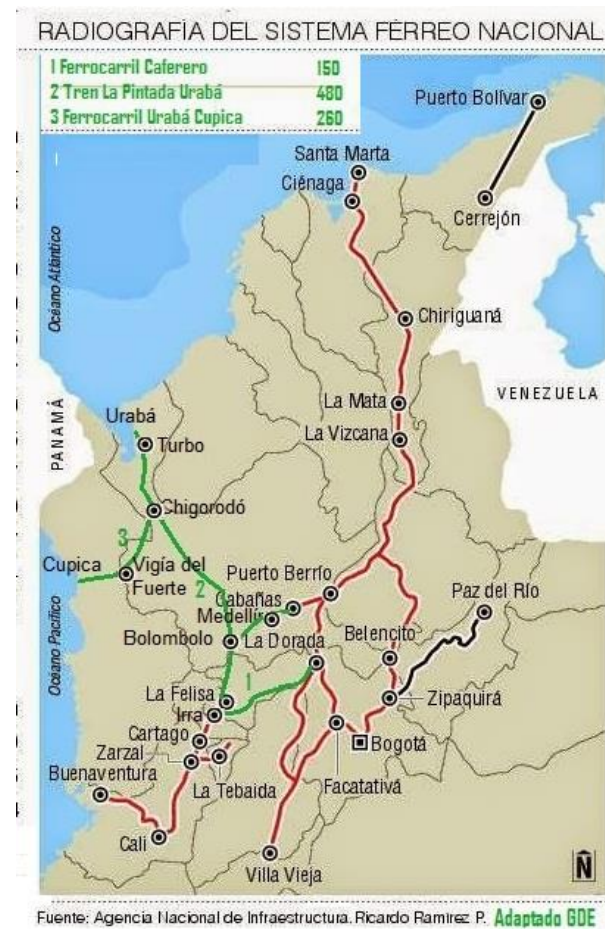 RADIOGRAFÍA DEL SISTEMA FÉRREO NACIONAL
1 Ferrocarril Caferero 150
2 Tren La Pintada Urabá 480
3 Ferrocarril Urabá Cupica 260
Puerto Bolívar
Santa Marta
Ciénaga
Cerrejón
Océano Atlántico
Chiriguaná
VENEZUELA
La Mata
PANAMÁ
Urabá
La Vizcana
Turbo
Chigorodó
3
Cupica
Vigía del
Fuerte
2
Puerto Berrío
Cabañas
Paz del Río
Medellín
Océano Pacífico
Bolombolo
La Dorada
Belencito
1
La Felisa
Zipaquirá
Irra
Cartago
Bogotá
Zarzal
Buenaventura
La Tebaida
Facatativá
Cali
Villa Vieja
N
Fuente: Agencia Nacional de Infraestructura. Ricardo Ramírez P. Adaptado GDE